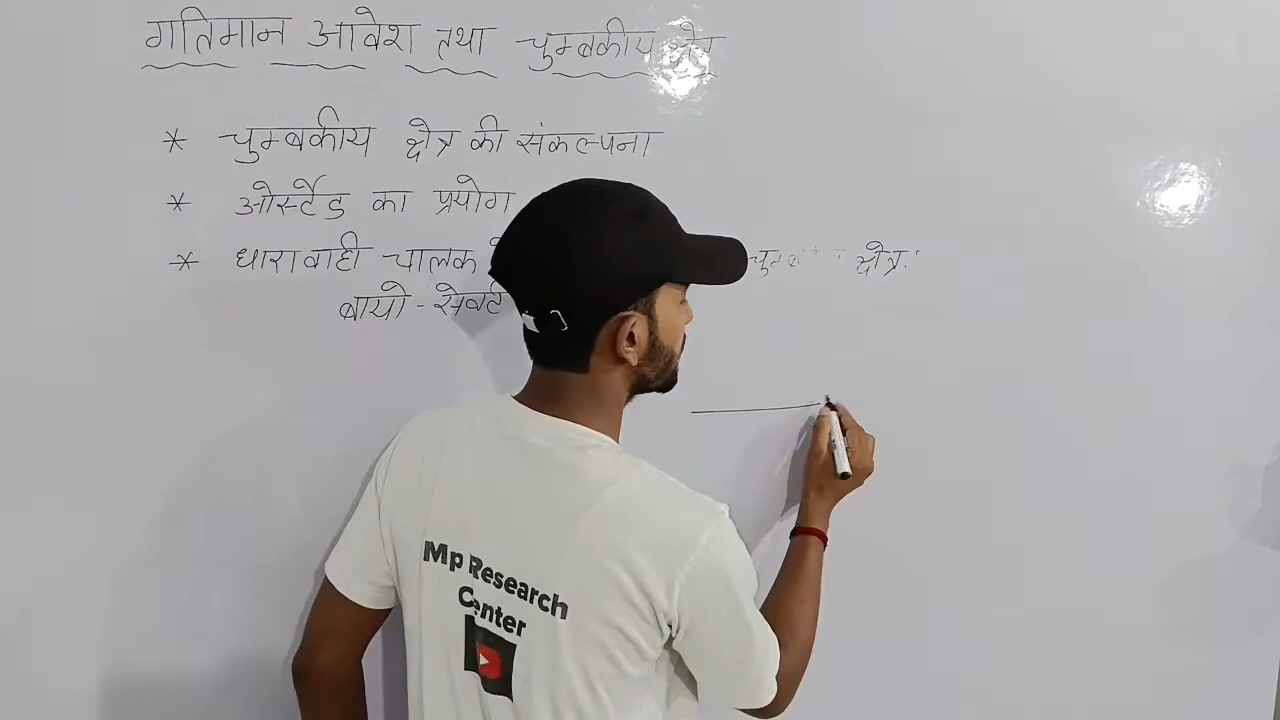 गतिमान आवेश तथा चुम्बकीय क्षेत्र
* चुम्बकीय क्षेत्र की संकल्पना
* ओर्स्टेड का प्रयोग
* धारावाही चालक क्षेत्र :
बायो - सेवर्ट
Mp Research
Center